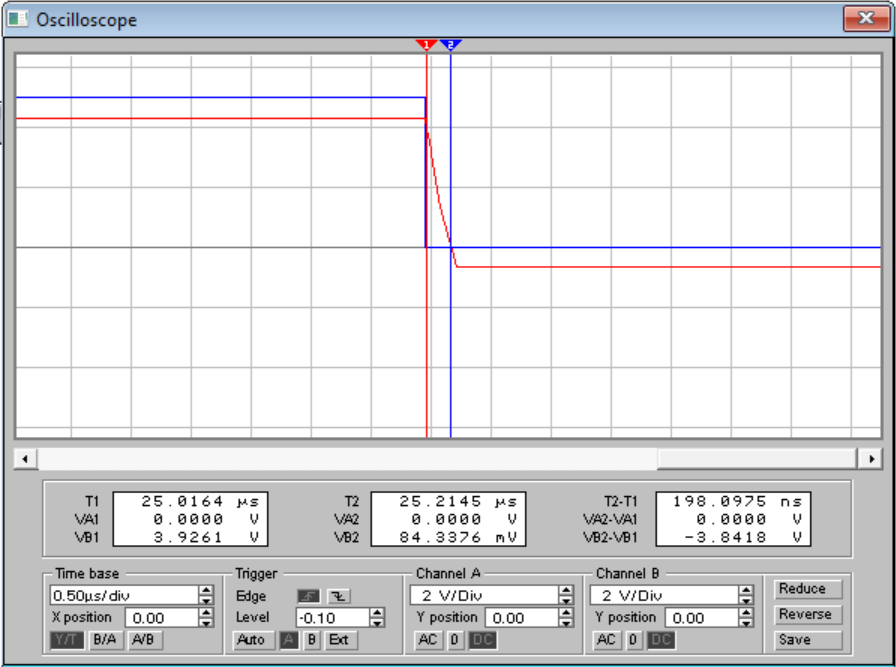 Oscilloscope
1 2
T1 25.0164 µs T2 25.2145 µs T2-T1 198.0975 ns
VA1 0.0000 V VA2 0.0000 V VA2-VA1 0.0000 V
VB1 3.9261 V VB2 84.3376 mV VB2-VB1 -3.8418 V
Time base Trigger Channel A Channel B
0.50µs/div Edge 2 V/Div 2 V/Div Reduce
X position 0.00 Level -0.10 Y position 0.00 Y position 0.00 Reverse
Y/T B/A A/B Auto A B Ext AC 0 DC AC 0 DC Save